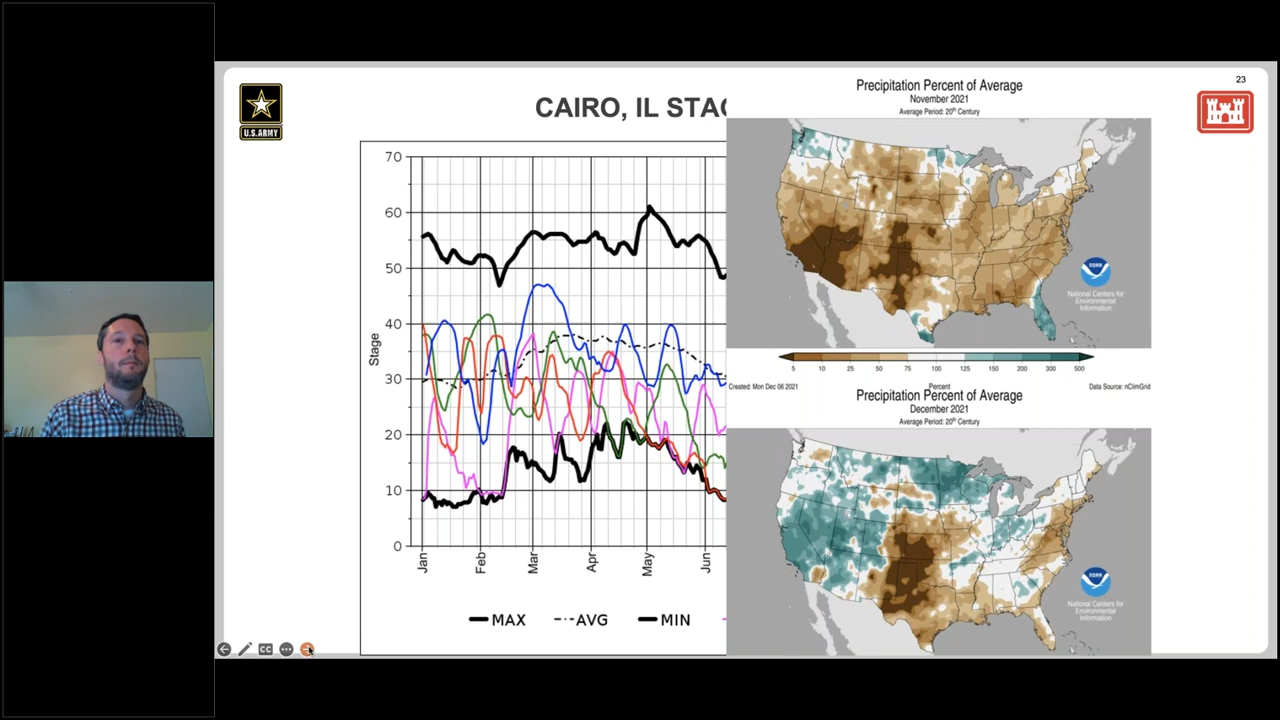 23
U.S.ARMY
CAIRO, IL STAG
Stage
70
60
50
40
30
20
10
0
Jan
Feb
Mar
Apr
May
Jun
MAX
AVG
MIN
Precipitation Percent of Average
November 2021
Average Period: 20th Century
NOAA
National Centers for
Environmental
Information
5 10 25 50 75 100 125 150 200 300 500
Created: Mon Dec 06 2021
Percent
Data Source: nClimGrid
Precipitation Percent of Average
December 2021
Average Period: 20th Century
NOAA
National Centers for
Environmental
Information
CC